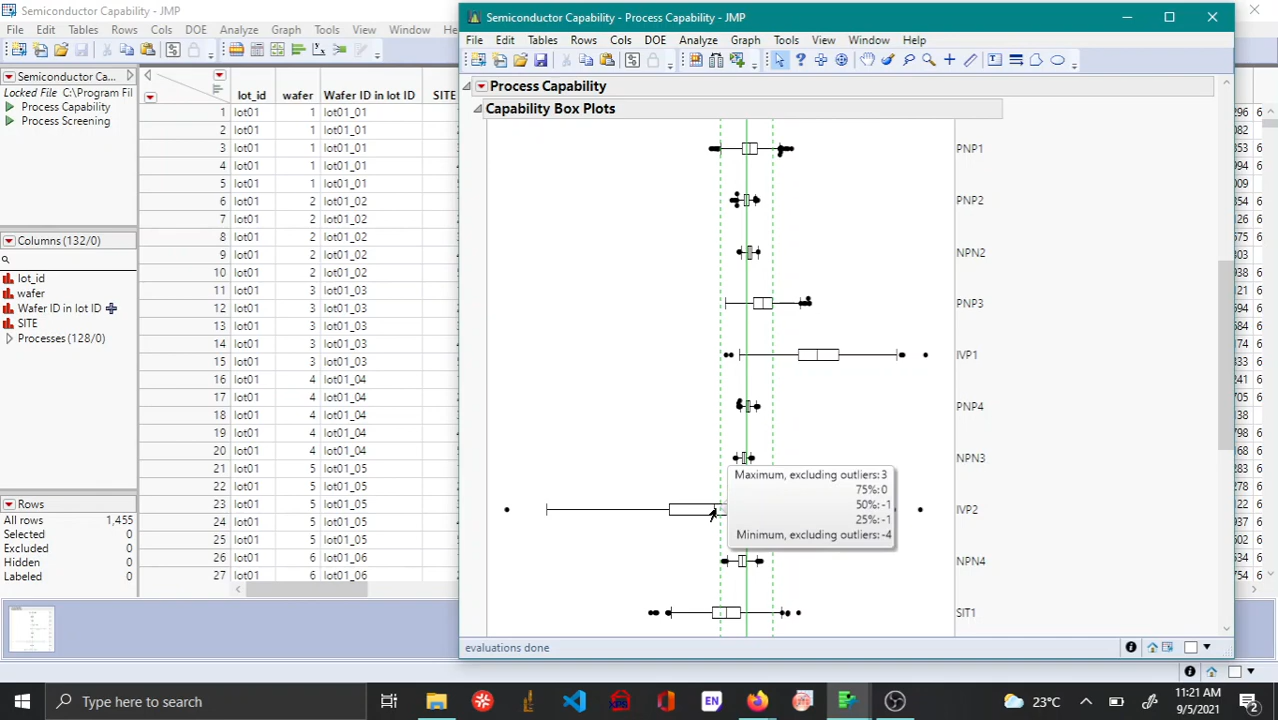 Semiconductor Capability - JMP
File Edit Tables Rows Cols DOE Analyze Graph Tools View Window
Semiconductor Ca...
Locked File C:\Program Fil
Process Capability
Process Screening
Columns (132/0)
lot_id
wafer
Wafer ID in lot ID
SITE
Processes (128/0)
Rows
All rows 1,455
Selected 0
Excluded 0
Hidden 0
Labeled 0
lot_id wafer Wafer ID in lot ID SITE
1 lot01 1 lot01_01
2 lot01 1 lot01_01
3 lot01 1 lot01_01
4 lot01 1 lot01_01
5 lot01 1 lot01_01
6 lot01 2 lot01_02
7 lot01 2 lot01_02
8 lot01 2 lot01_02
9 lot01 2 lot01_02
10 lot01 2 lot01_02
11 lot01 3 lot01_03
12 lot01 3 lot01_03
13 lot01 3 lot01_03
14 lot01 3 lot01_03
15 lot01 3 lot01_03
16 lot01 4 lot01_04
17 lot01 4 lot01_04
18 lot01 4 lot01_04
19 lot01 4 lot01_04
20 lot01 4 lot01_04
21 lot01 5 lot01_05
22 lot01 5 lot01_05
23 lot01 5 lot01_05
24 lot01 5 lot01_05
25 lot01 5 lot01_05
26 lot01 6 lot01_06
27 lot01 6 lot01_06
Semiconductor Capability - Process Capability - JMP
File Edit Tables Rows Cols DOE Analyze Graph Tools View Window Help
Process Capability
Capability Box Plots
PNP1
PNP2
NPN2
PNP3
IVP1
PNP4
NPN3
Maximum, excluding outliers: 3
75%: 0
50%: -1
25%: -1
Minimum, excluding outliers: -4
IVP2
NPN4
SIT1
evaluations done
Type here to search
EN
23°C
11:21 AM
9/5/2021
2